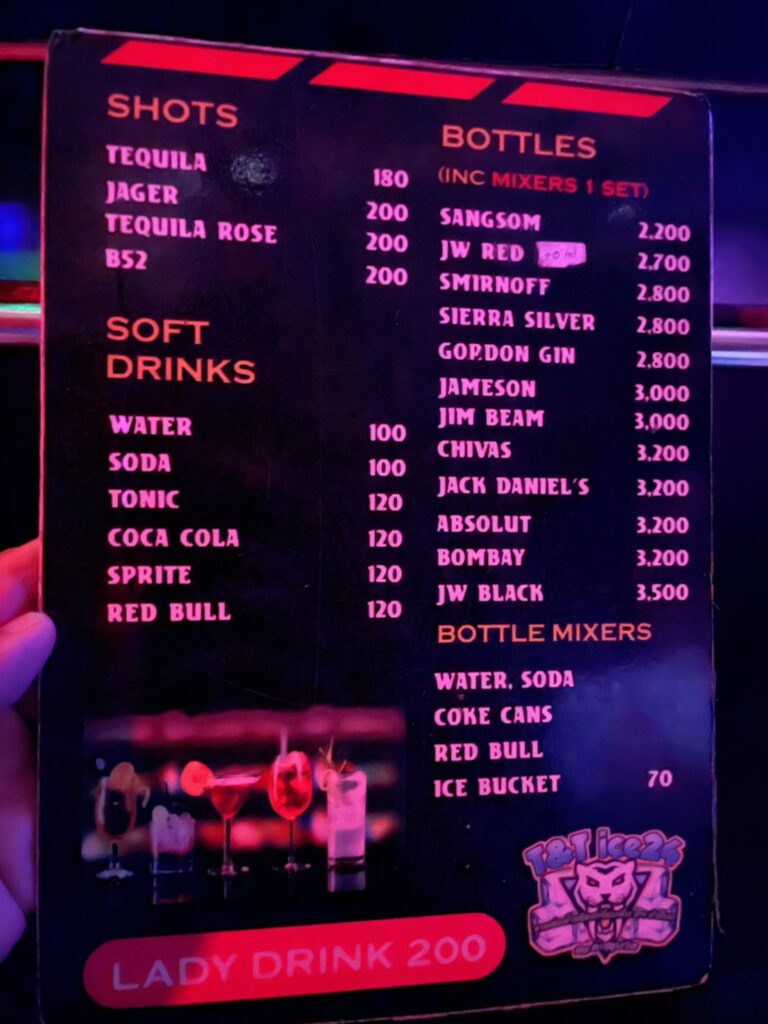 SHOTS
TEQUILA 180
JAGER 200
TEQUILA ROSE 200
B52 200
SOFT
DRINKS
WATER 100
SODA 100
TONIC 120
COCA COLA 120
SPRITE 120
RED BULL 120
BOTTLES
(INC MIXERS 1 SET)
SANGSOM 2,200
JW RED 2,700
SMIRNOFF 2,800
SIERRA SILVER 2,800
GORDON GIN 2,800
JAMESON 3,000
JIM BEAM 3,000
CHIVAS 3,200
JACK DANIEL'S 3,200
ABSOLUT 3,200
BOMBAY 3,200
JW BLACK 3,500
BOTTLE MIXERS
WATER, SODA
COKE CANS
RED BULL
ICE BUCKET 70
T&T ice24
LADY DRINK 200